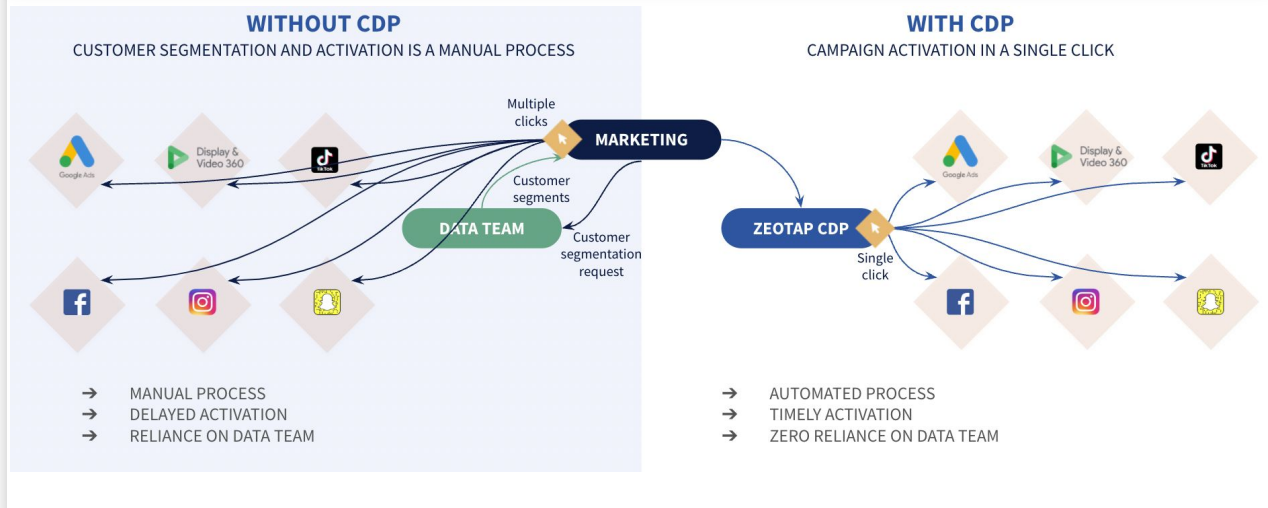 WITHOUT CDP
CUSTOMER SEGMENTATION AND ACTIVATION IS A MANUAL PROCESS
Multiple
clicks
MARKETING
Google Ads
Display &
Video 360
TikTok
Customer
segments
DATA TEAM
Customer
segmentation
request
➔ MANUAL PROCESS
➔ DELAYED ACTIVATION
➔ RELIANCE ON DATA TEAM
WITH CDP
CAMPAIGN ACTIVATION IN A SINGLE CLICK
Google Ads
Display &
Video 360
TikTok
ZEOTAP CDP
Single
click
➔ AUTOMATED PROCESS
➔ TIMELY ACTIVATION
➔ ZERO RELIANCE ON DATA TEAM